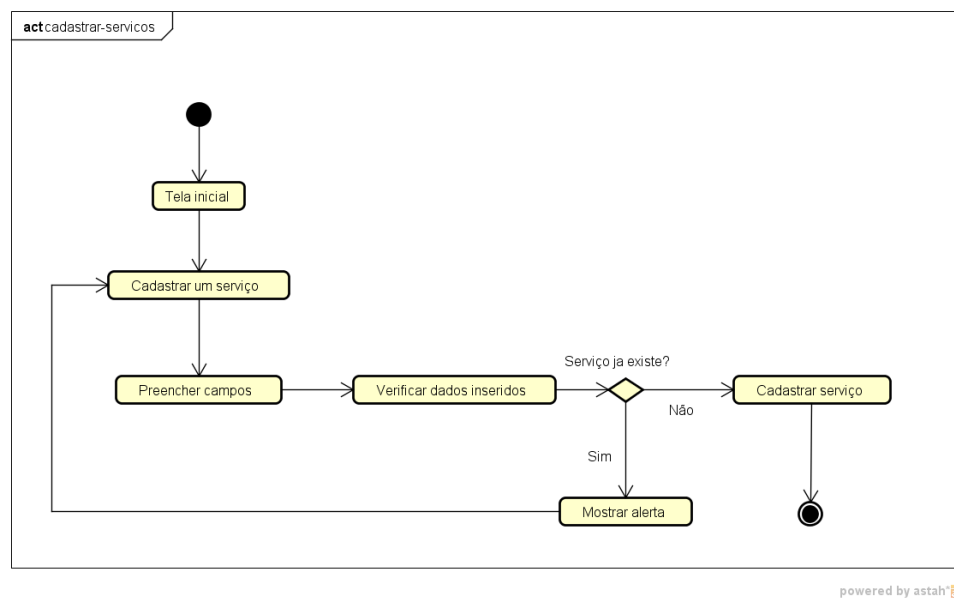 act cadastrar-servicos
Tela inicial
Cadastrar um serviço
Serviço ja existe?
Preencher campos
Verificar dados inseridos
Cadastrar serviço
Não
Sim
Mostrar alerta
powered by astah*